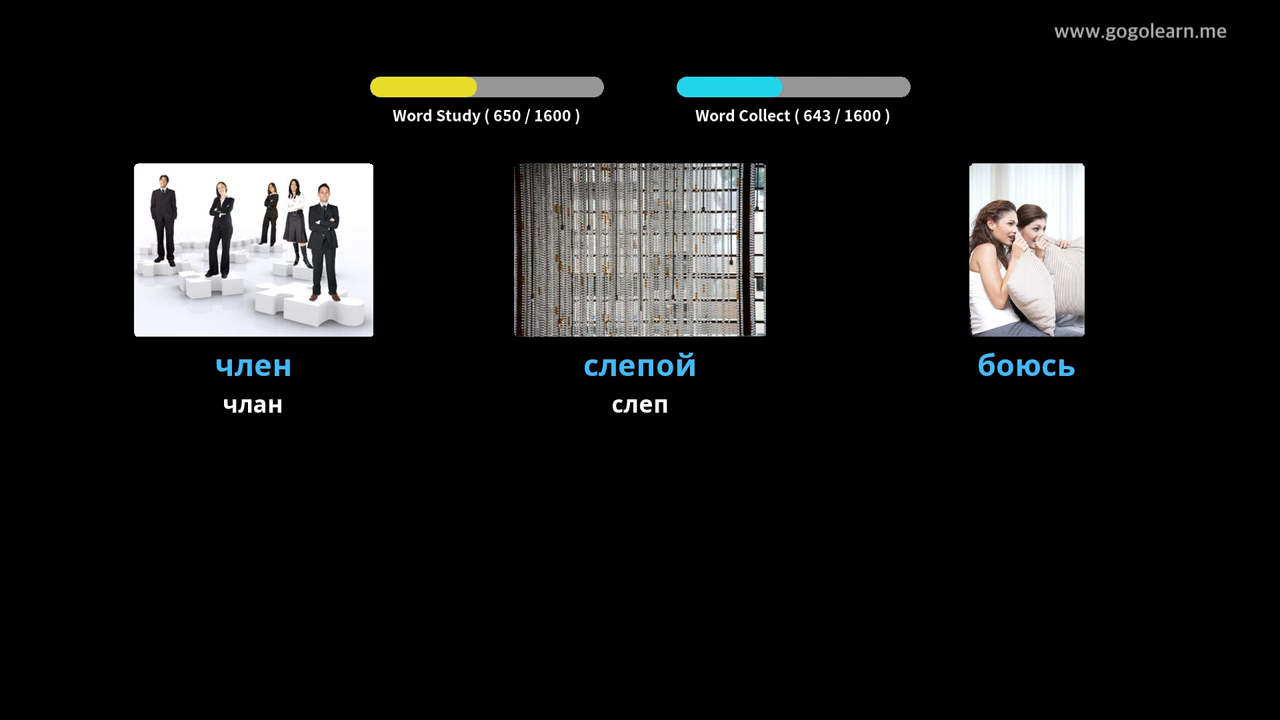 www.gogolearn.me
Word Study ( 650 / 1600 )
Word Collect ( 643 / 1600 )
член
слепой
боюсь
члан
слеп